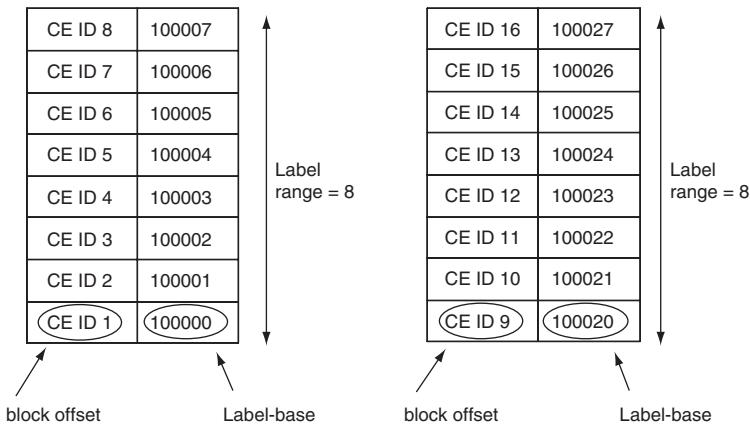 CE ID 8 100007
CE ID 7 100006
CE ID 6 100005
CE ID 5 100004
CE ID 4 100003
CE ID 3 100002
CE ID 2 100001
CE ID 1 100000
Label
range = 8
block offset
Label-base
CE ID 16 100027
CE ID 15 100026
CE ID 14 100025
CE ID 13 100024
CE ID 12 100023
CE ID 11 100022
CE ID 10 100021
CE ID 9 100020
Label
range = 8
block offset
Label-base